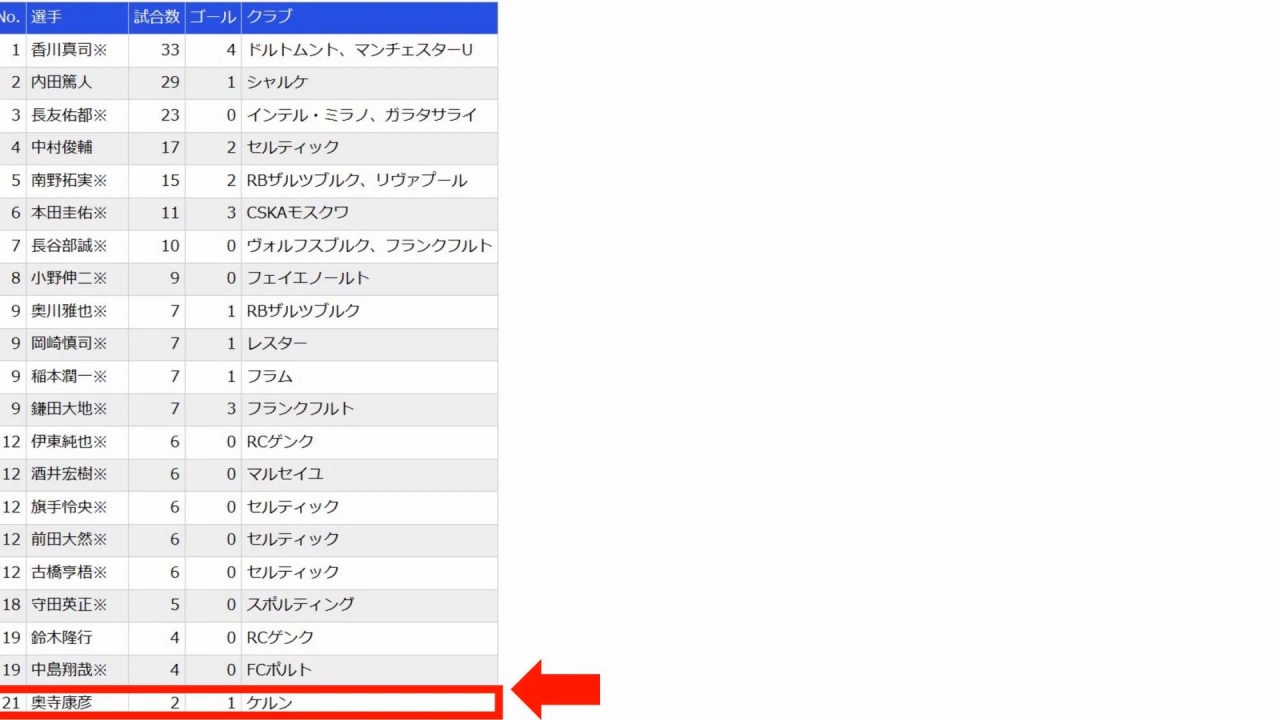 No. 選手 試合数 ゴール クラブ
1 香川真司※ 33 4 ドルトムント、マンチェスターU
2 内田篤人 29 1 シャルケ
3 長友佑都※ 23 0 インテル・ミラノ、ガラタサライ
4 中村俊輔 17 2 セルティック
5 南野拓実※ 15 2 RBザルツブルク、リヴァプール
6 本田圭佑※ 11 3 CSKAモスクワ
7 長谷部誠※ 10 0 ヴォルフスブルク、フランクフルト
8 小野伸二※ 9 0 フェイエノールト
9 奥川雅也※ 7 1 RBザルツブルク
9 岡崎慎司※ 7 1 レスター
9 稲本潤一※ 7 1 フラム
9 鎌田大地※ 7 3 フランクフルト
12 伊東純也※ 6 0 RCゲンク
12 酒井宏樹※ 6 0 マルセイユ
12 旗手怜央※ 6 0 セルティック
12 前田大然※ 6 0 セルティック
12 古橋亨梧※ 6 0 セルティック
18 守田英正※ 5 0 スポルティング
19 鈴木隆行 4 0 RCゲンク
19 中島翔哉※ 4 0 FCポルト
21 奥寺康彦 2 1 ケルン